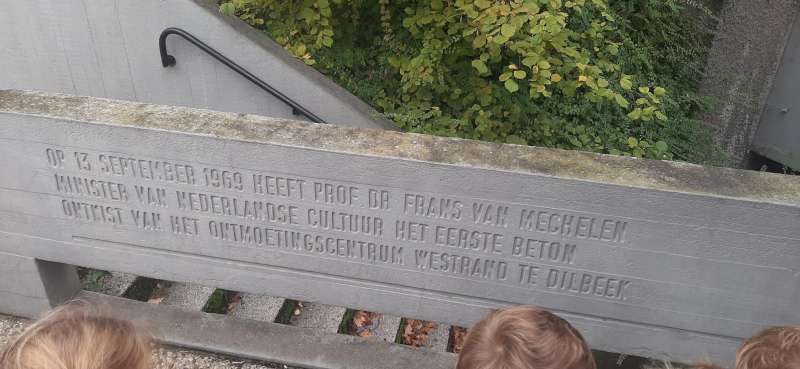 OP 13 SEPTEMBER 1969 HEEFT PROF. DR FRANS VAN MECHELEN
MINISTER VAN NEDERLANDSE CULTUUR HET EERSTE BETON
ONTKIST VAN HET ONTMOETINGSCENTRUM WESTRAND TE DILBEEK